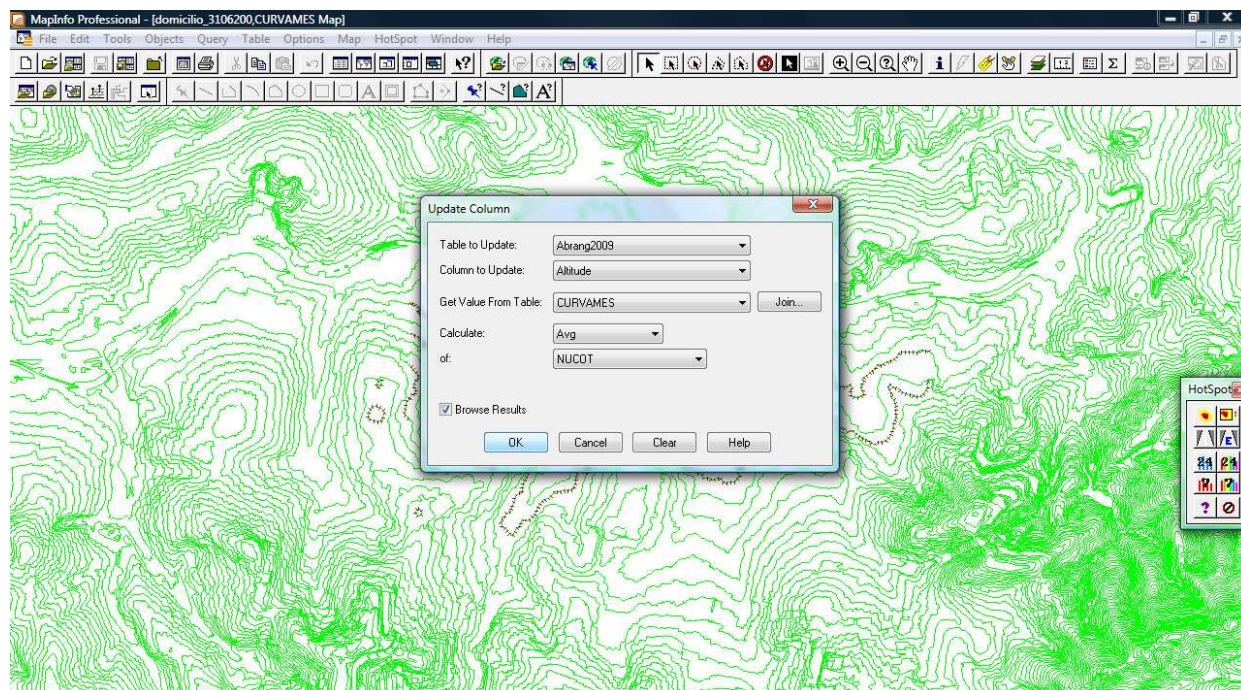 MapInfo Professional - [domicilio_3106200,CURVAMES Map]
File Edit Tools Objects Query Table Options Map HotSpot Window Help
Update Column
Table to Update: Abrang2009
Column to Update: Altitude
Get Value From Table: CURVAMES Join...
Calculate: Avg
of: NUCOT
Browse Results
OK Cancel Clear Help
HotSpot